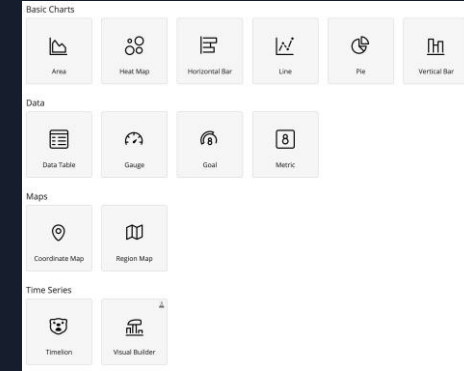 Basic Charts
Area
Heat Map
Horizontal Bar
Line
Pie
Vertical Bar
Data
Data Table
Gauge
8
Goal
8
Metric
Maps
Coordinate Map
Region Map
Time Series
Timelion
Visual Builder